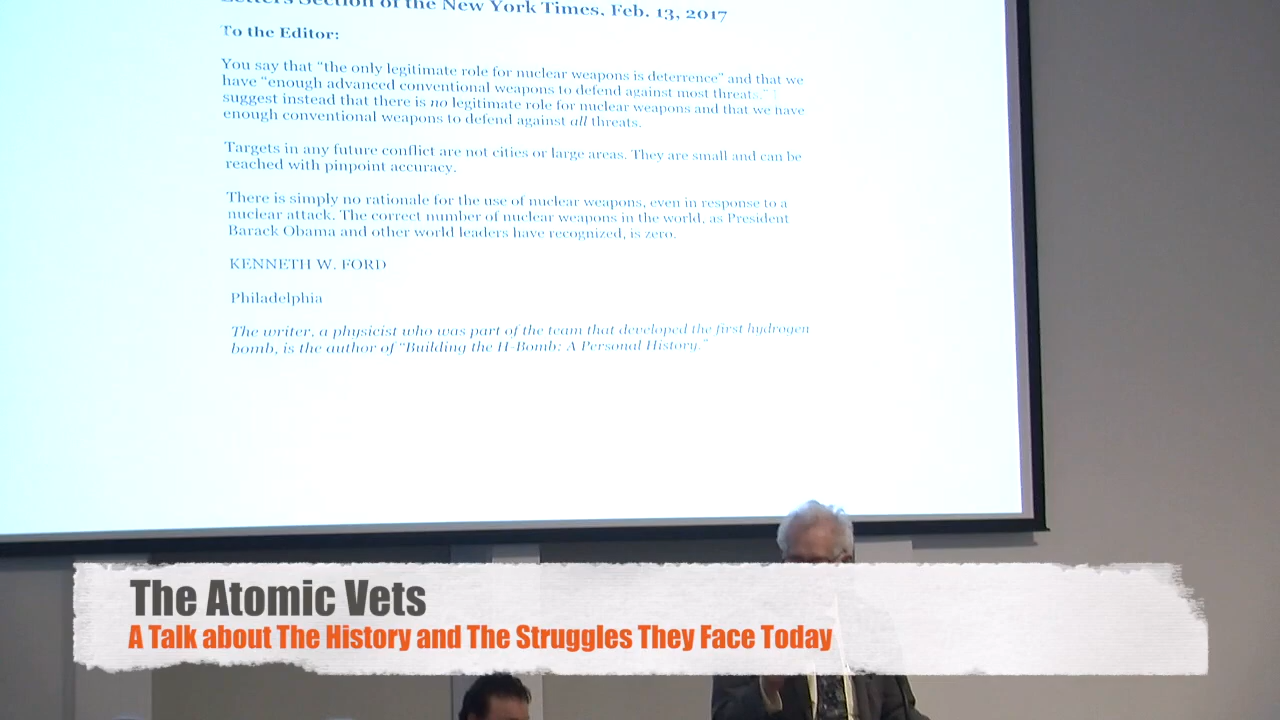 Letters Section of the New York Times, Feb. 13, 2017
To the Editor:
You say that "the only legitimate role for nuclear weapons is deterrence" and that we
have "enough advanced conventional weapons to defend against most threats." I
suggest instead that there is no legitimate role for nuclear weapons and that we have
enough conventional weapons to defend against all threats.
Targets in any future conflict are not cities or large areas. They are small and can be
reached with pinpoint accuracy.
There is simply no rationale for the use of nuclear weapons, even in response to a
nuclear attack. The correct number of nuclear weapons in the world, as President
Barack Obama and other world leaders have recognized, is zero.
KENNETH W. FORD
Philadelphia
The writer, a physicist who was part of the team that developed the first hydrogen
bomb, is the author of "Building the H-Bomb: A Personal History."
The Atomic Vets
A Talk about The History and The Struggles They Face Today